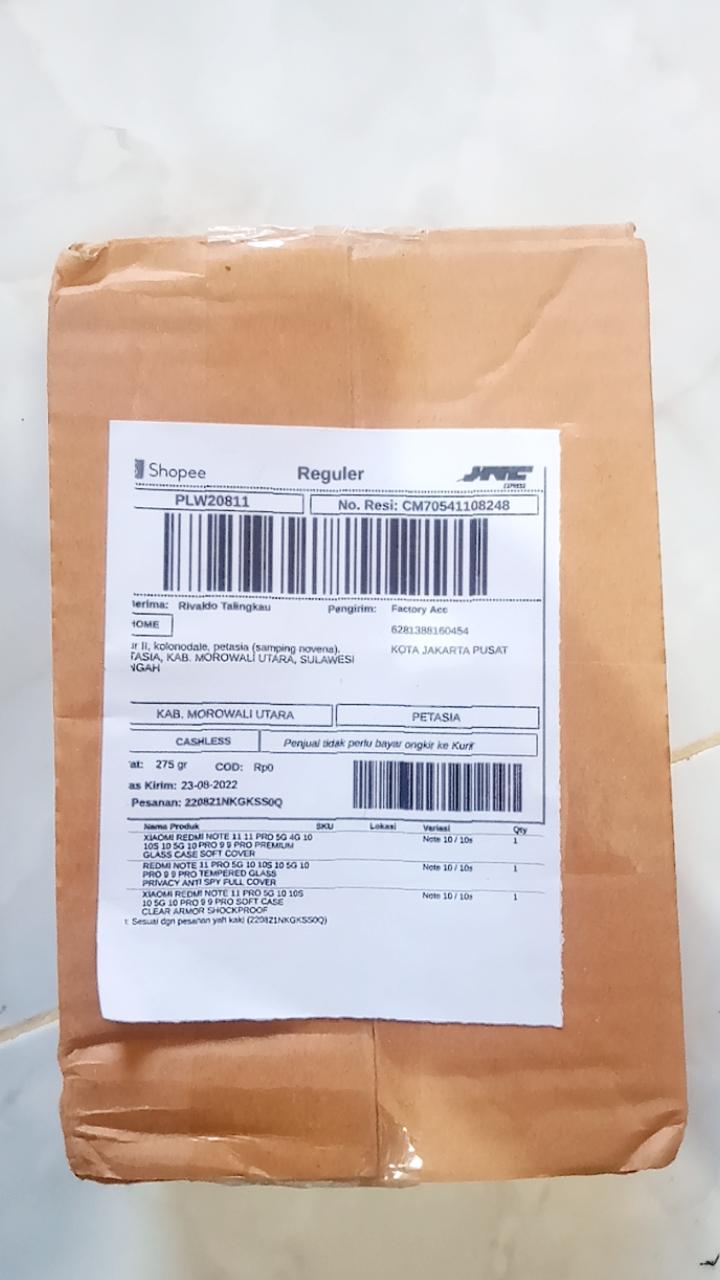 Shopee
Reguler
JNE
EXPRESS
PLW20811
No. Resi: CM70541108248
erima: Rivaldo Talingkau
Pengirim: Factory Acc
HOME
6281388160454
ur II, kolonodale, petasia (samping novena),
KOTA JAKARTA PUSAT
TASIA, KAB. MOROWALI UTARA, SULAWESI
NGAH
KAB. MOROWALI UTARA
PETASIA
CASHLESS
Penjual tidak perlu bayar ongkir ke Kurir
at: 275 gr COD: Rp0
as Kirim: 23-08-2022
Pesanan: 220821NKGKSS0Q
Nama Produk SKU Lokasi Variasi Qty
XIAOMI REDMI NOTE 11 11 PRO 5G 4G 10 Note 10 / 10s 1
10S 10 5G 10 PRO 9 9 PRO PREMIUM
GLASS CASE SOFT COVER
REDMI NOTE 11 PRO 5G 10 10S 10 5G 10 Note 10 / 10s 1
PRO 9 9 PRO TEMPERED GLASS
PRIVACY ANTI SPY FULL COVER
XIAOMI REDMI NOTE 11 PRO 5G 10 10S Note 10 / 10s 1
10 5G 10 PRO 9 9 PRO SOFT CASE
CLEAR ARMOR SHOCKPROOF
t: Sesuai dgn pesanan yah kak( (220821NKGKSS0Q)